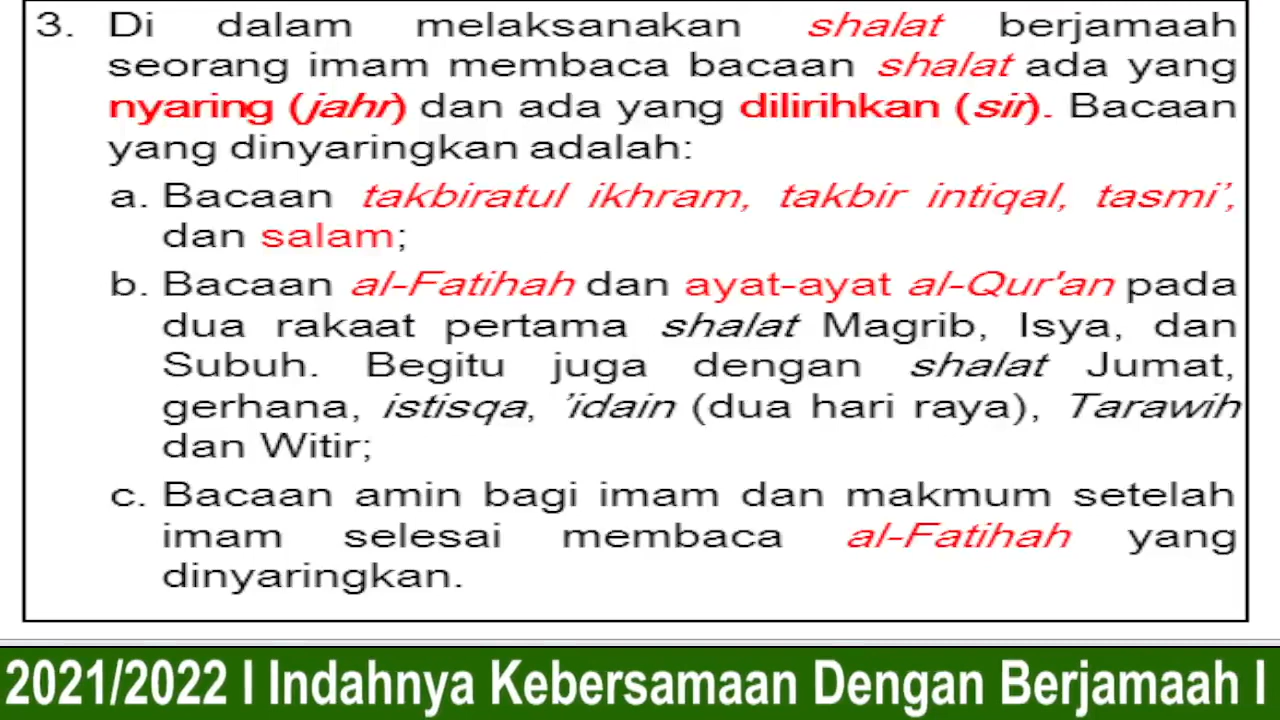 3. Di dalam melaksanakan shalat berjamaah
seorang imam membaca bacaan shalat ada yang
nyaring (jahr) dan ada yang dilirihkan (sir). Bacaan
yang dinyaringkan adalah:
a. Bacaan takbiratul ikhram, takbir intiqal, tasmi’,
dan salam;
b. Bacaan al-Fatihah dan ayat-ayat al-Qur'an pada
dua rakaat pertama shalat Magrib, Isya, dan
Subuh. Begitu juga dengan shalat Jumat,
gerhana, istisqa, ’idain (dua hari raya), Tarawih
dan Witir;
c. Bacaan amin bagi imam dan makmum setelah
imam selesai membaca al-Fatihah yang
dinyaringkan.
2021/2022 I Indahnya Kebersamaan Dengan Berjamaah I